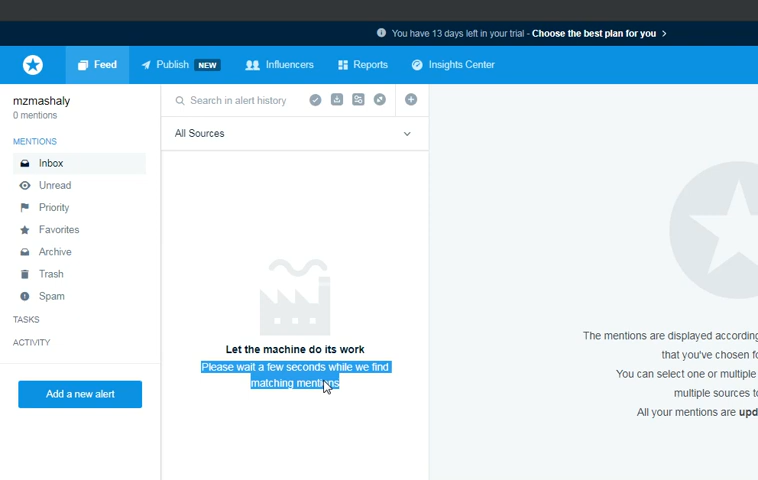 You have 13 days left in your trial - Choose the best plan for you
Feed Publish NEW Influencers Reports Insights Center
mzmashaly
0 mentions
Search in alert history
All Sources
MENTIONS
Inbox
Unread
Priority
Favorites
Archive
Trash
Spam
TASKS
ACTIVITY
Add a new alert
Let the machine do its work
Please wait a few seconds while we find
matching mentions
The mentions are displayed according
that you've chosen
You can select one or multiple
multiple sources
All your mentions are